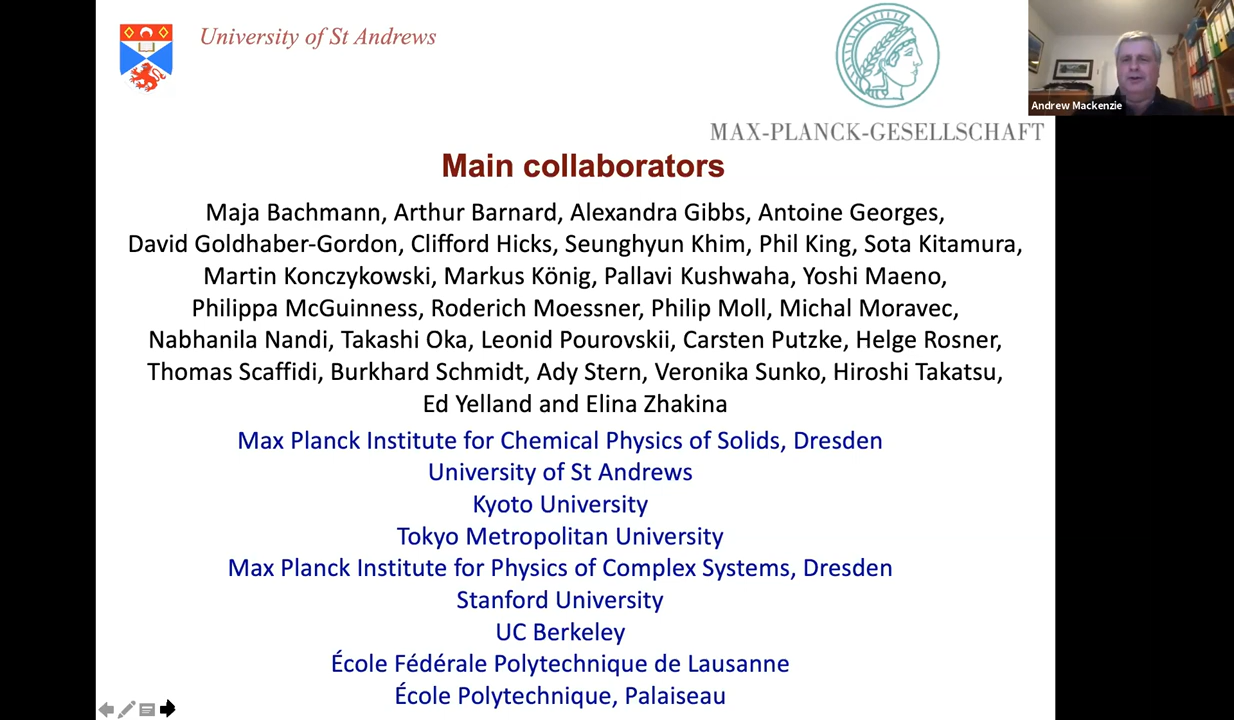 University of St Andrews
MAX-PLANCK-GESELLSCHAFT
Andrew Mackenzie
Main collaborators
Maja Bachmann, Arthur Barnard, Alexandra Gibbs, Antoine Georges,
David Goldhaber-Gordon, Clifford Hicks, Seunghyun Khim, Phil King, Sota Kitamura,
Martin Konczykowski, Markus König, Pallavi Kushwaha, Yoshi Maeno,
Philippa McGuinness, Roderich Moessner, Philip Moll, Michal Moravec,
Nabhanila Nandi, Takashi Oka, Leonid Pourovskii, Carsten Putzke, Helge Rosner,
Thomas Scaffidi, Burkhard Schmidt, Ady Stern, Veronika Sunko, Hiroshi Takatsu,
Ed Yelland and Elina Zhakina
Max Planck Institute for Chemical Physics of Solids, Dresden
University of St Andrews
Kyoto University
Tokyo Metropolitan University
Max Planck Institute for Physics of Complex Systems, Dresden
Stanford University
UC Berkeley
École Fédérale Polytechnique de Lausanne
École Polytechnique, Palaiseau